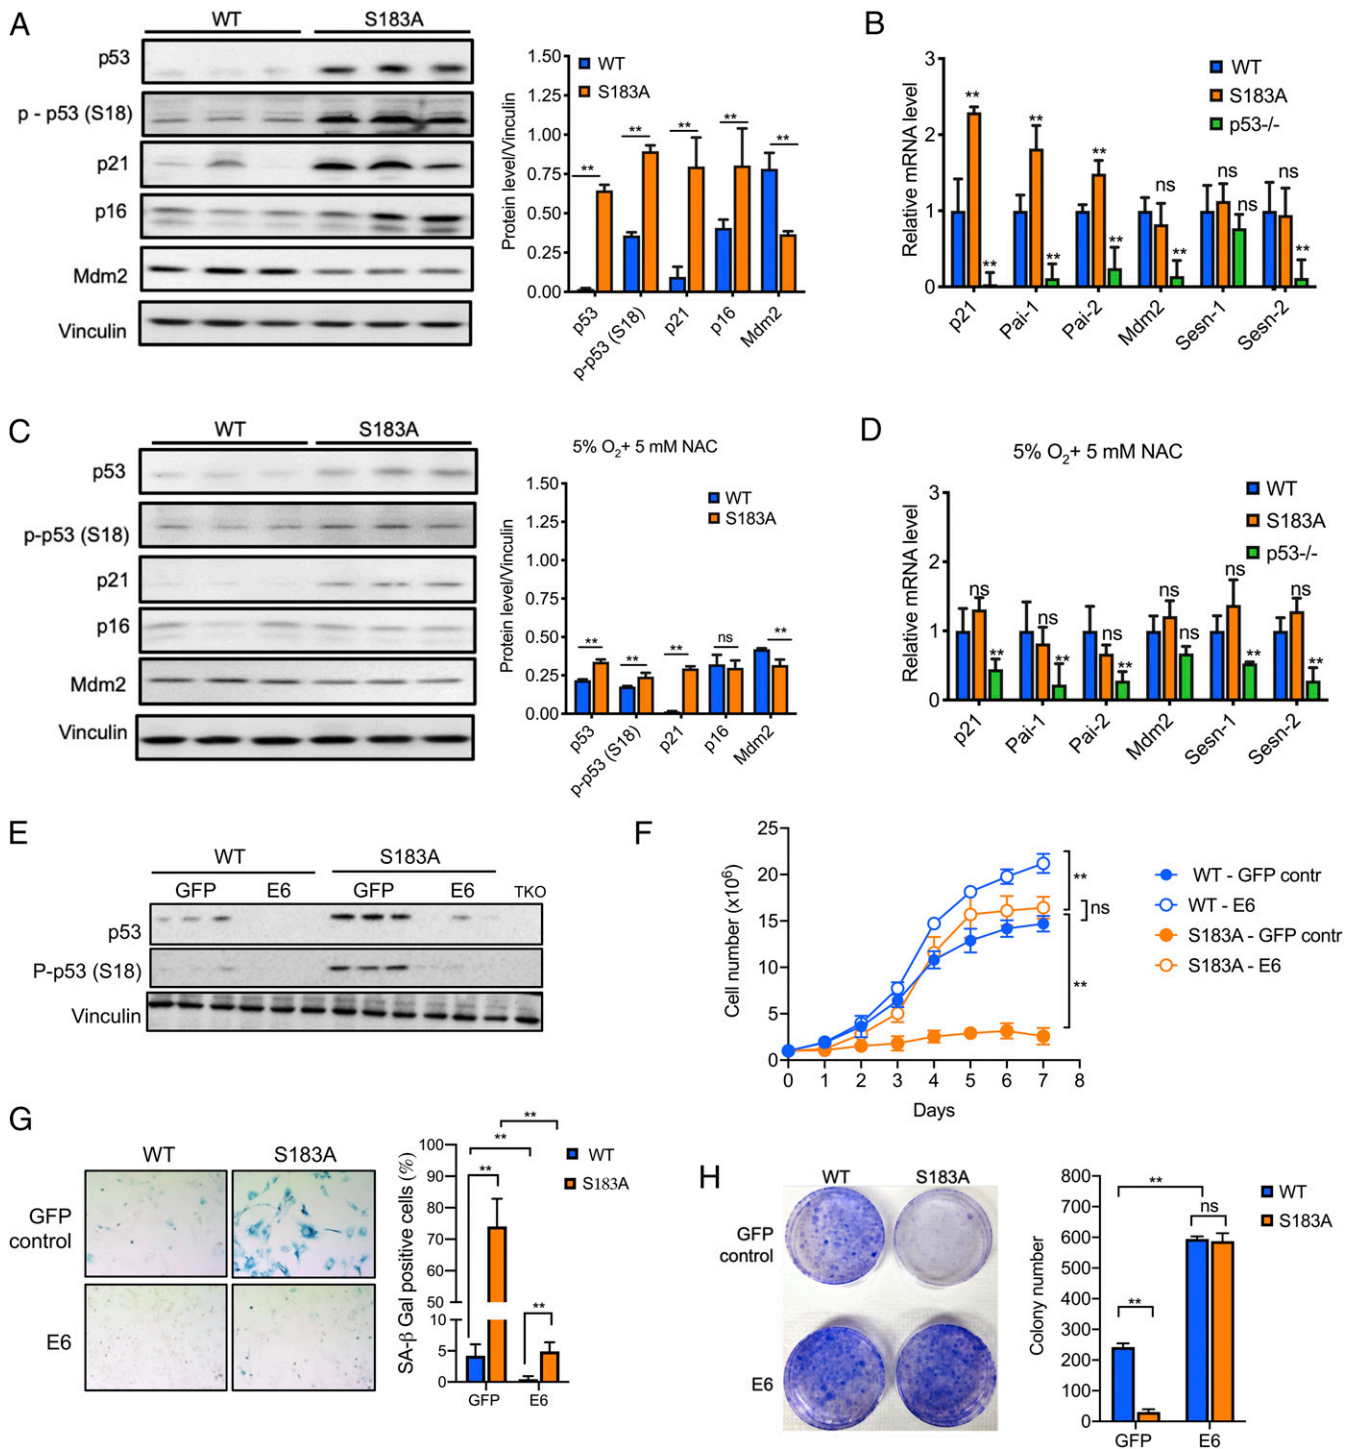 A
WT S183A
p53
p - p53 (S18)
p21
p16
Mdm2
Vinculin
Protein level/Vinculin
1.50
1.25
1.00
0.75
0.50
0.25
0.00
WT
S183A
** ** ** ** **
p53 p-p53 (S18) p21 p16 Mdm2
B
Relative mRNA level
3
2
1
0
WT
S183A
p53-/-
** ** ** ns ns ns
** ** ** ** ns **
p21 Pai-1 Pai-2 Mdm2 Sesn-1 Sesn-2
C
WT S183A
p53
p-p53 (S18)
p21
p16
Mdm2
Vinculin
5% O₂+ 5 mM NAC
Protein level/Vinculin
1.50
1.25
1.00
0.75
0.50
0.25
0.00
WT
S183A
** ** ** ns **
p53 p-p53 (S18) p21 p16 Mdm2
D
5% O₂+ 5 mM NAC
Relative mRNA level
3
2
1
0
WT
S183A
p53-/-
ns ns ns ns ns ns
** ** ** ns ** **
p21 Pai-1 Pai-2 Mdm2 Sesn-1 Sesn-2
E
WT S183A
GFP E6 GFP E6 TKO
p53
P-p53 (S18)
Vinculin
F
Cell number (x10⁶)
25
20
15
10
5
0
0 1 2 3 4 5 6 7 8
Days
**
ns
**
WT - GFP contr
WT - E6
S183A - GFP contr
S183A - E6
G
WT S183A
GFP
control
E6
SA-β Gal positive cells (%)
100
90
80
70
60
50
10
5
0
**
**
**
**
WT
S183A
GFP E6
H
WT S183A
GFP
control
E6
Colony number
800
700
600
500
400
300
200
100
0
**
ns
**
WT
S183A
GFP E6